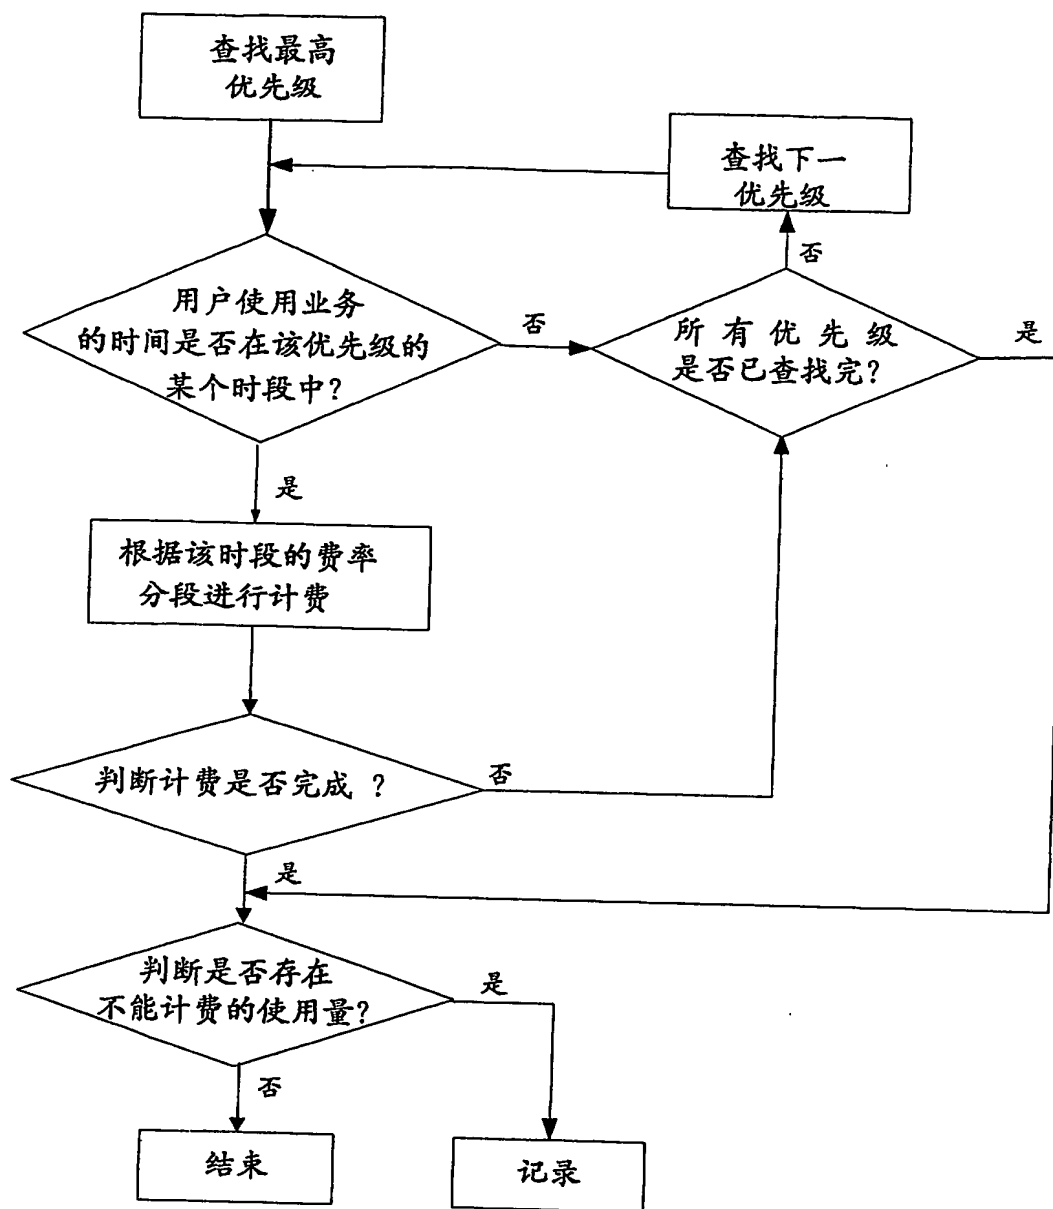 查找最高
优先级
查找下一
优先级
否
用户使用业务
的时间是否在该优先级的
某个时段中?
否
所有优先级
是否已查找完?
是
是
根据该时段的费率
分段进行计费
判断计费是否完成 ?
否
是
判断是否存在
不能计费的使用量?
是
否
结束
记录